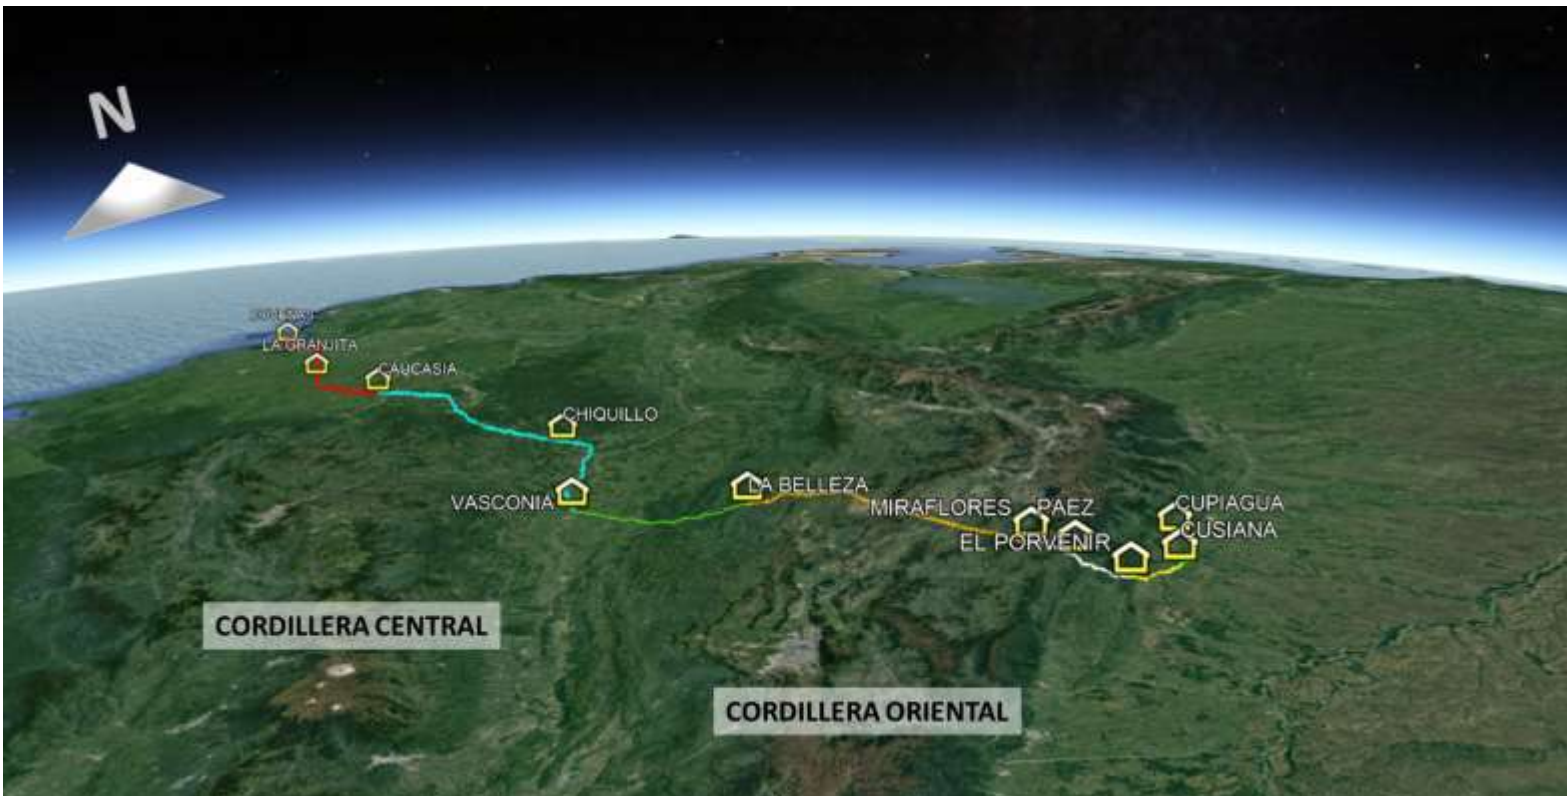 N
LA GRANJITA
CAUCASIA
CHIQUILLO
VASCONIA
LA BELLEZA
MIRAFLORES
PAEZ
CUPIAGUA
CUSIANA
EL PORVENIR
CORDILLERA CENTRAL
CORDILLERA ORIENTAL